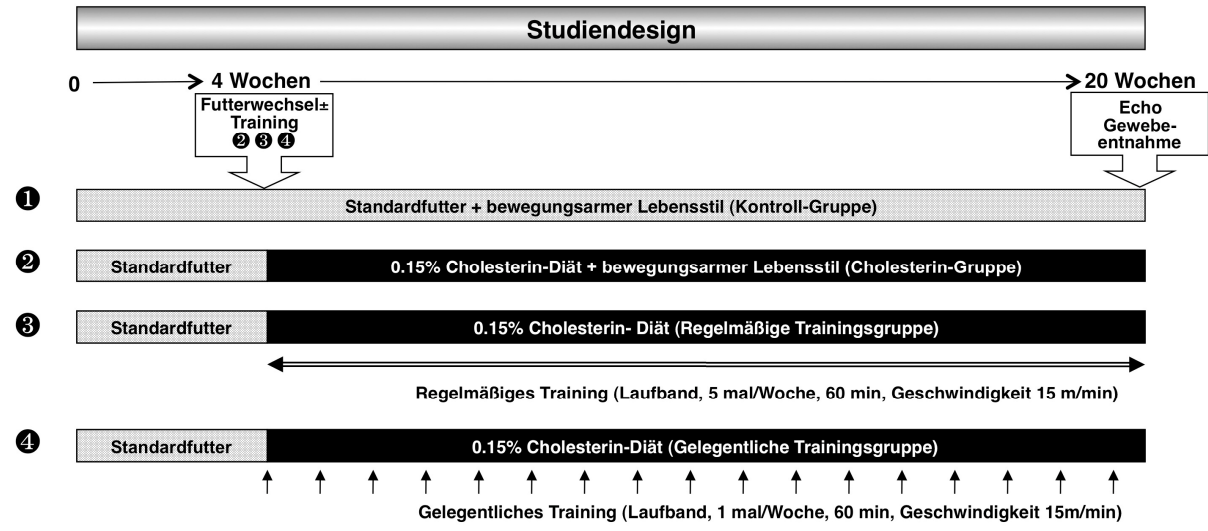 Studiendesign
0
4 Wochen
20 Wochen
Futterwechsel±
Training
❷ ❸ ❹
Echo
Gewebe-
entnahme
❶
Standardfutter + bewegungsarmer Lebensstil (Kontroll-Gruppe)
❷
Standardfutter
0.15% Cholesterin-Diät + bewegungsarmer Lebensstil (Cholesterin-Gruppe)
❸
Standardfutter
0.15% Cholesterin- Diät (Regelmäßige Trainingsgruppe)
Regelmäßiges Training (Laufband, 5 mal/Woche, 60 min, Geschwindigkeit 15 m/min)
❹
Standardfutter
0.15% Cholesterin-Diät (Gelegentliche Trainingsgruppe)
Gelegentliches Training (Laufband, 1 mal/Woche, 60 min, Geschwindigkeit 15m/min)